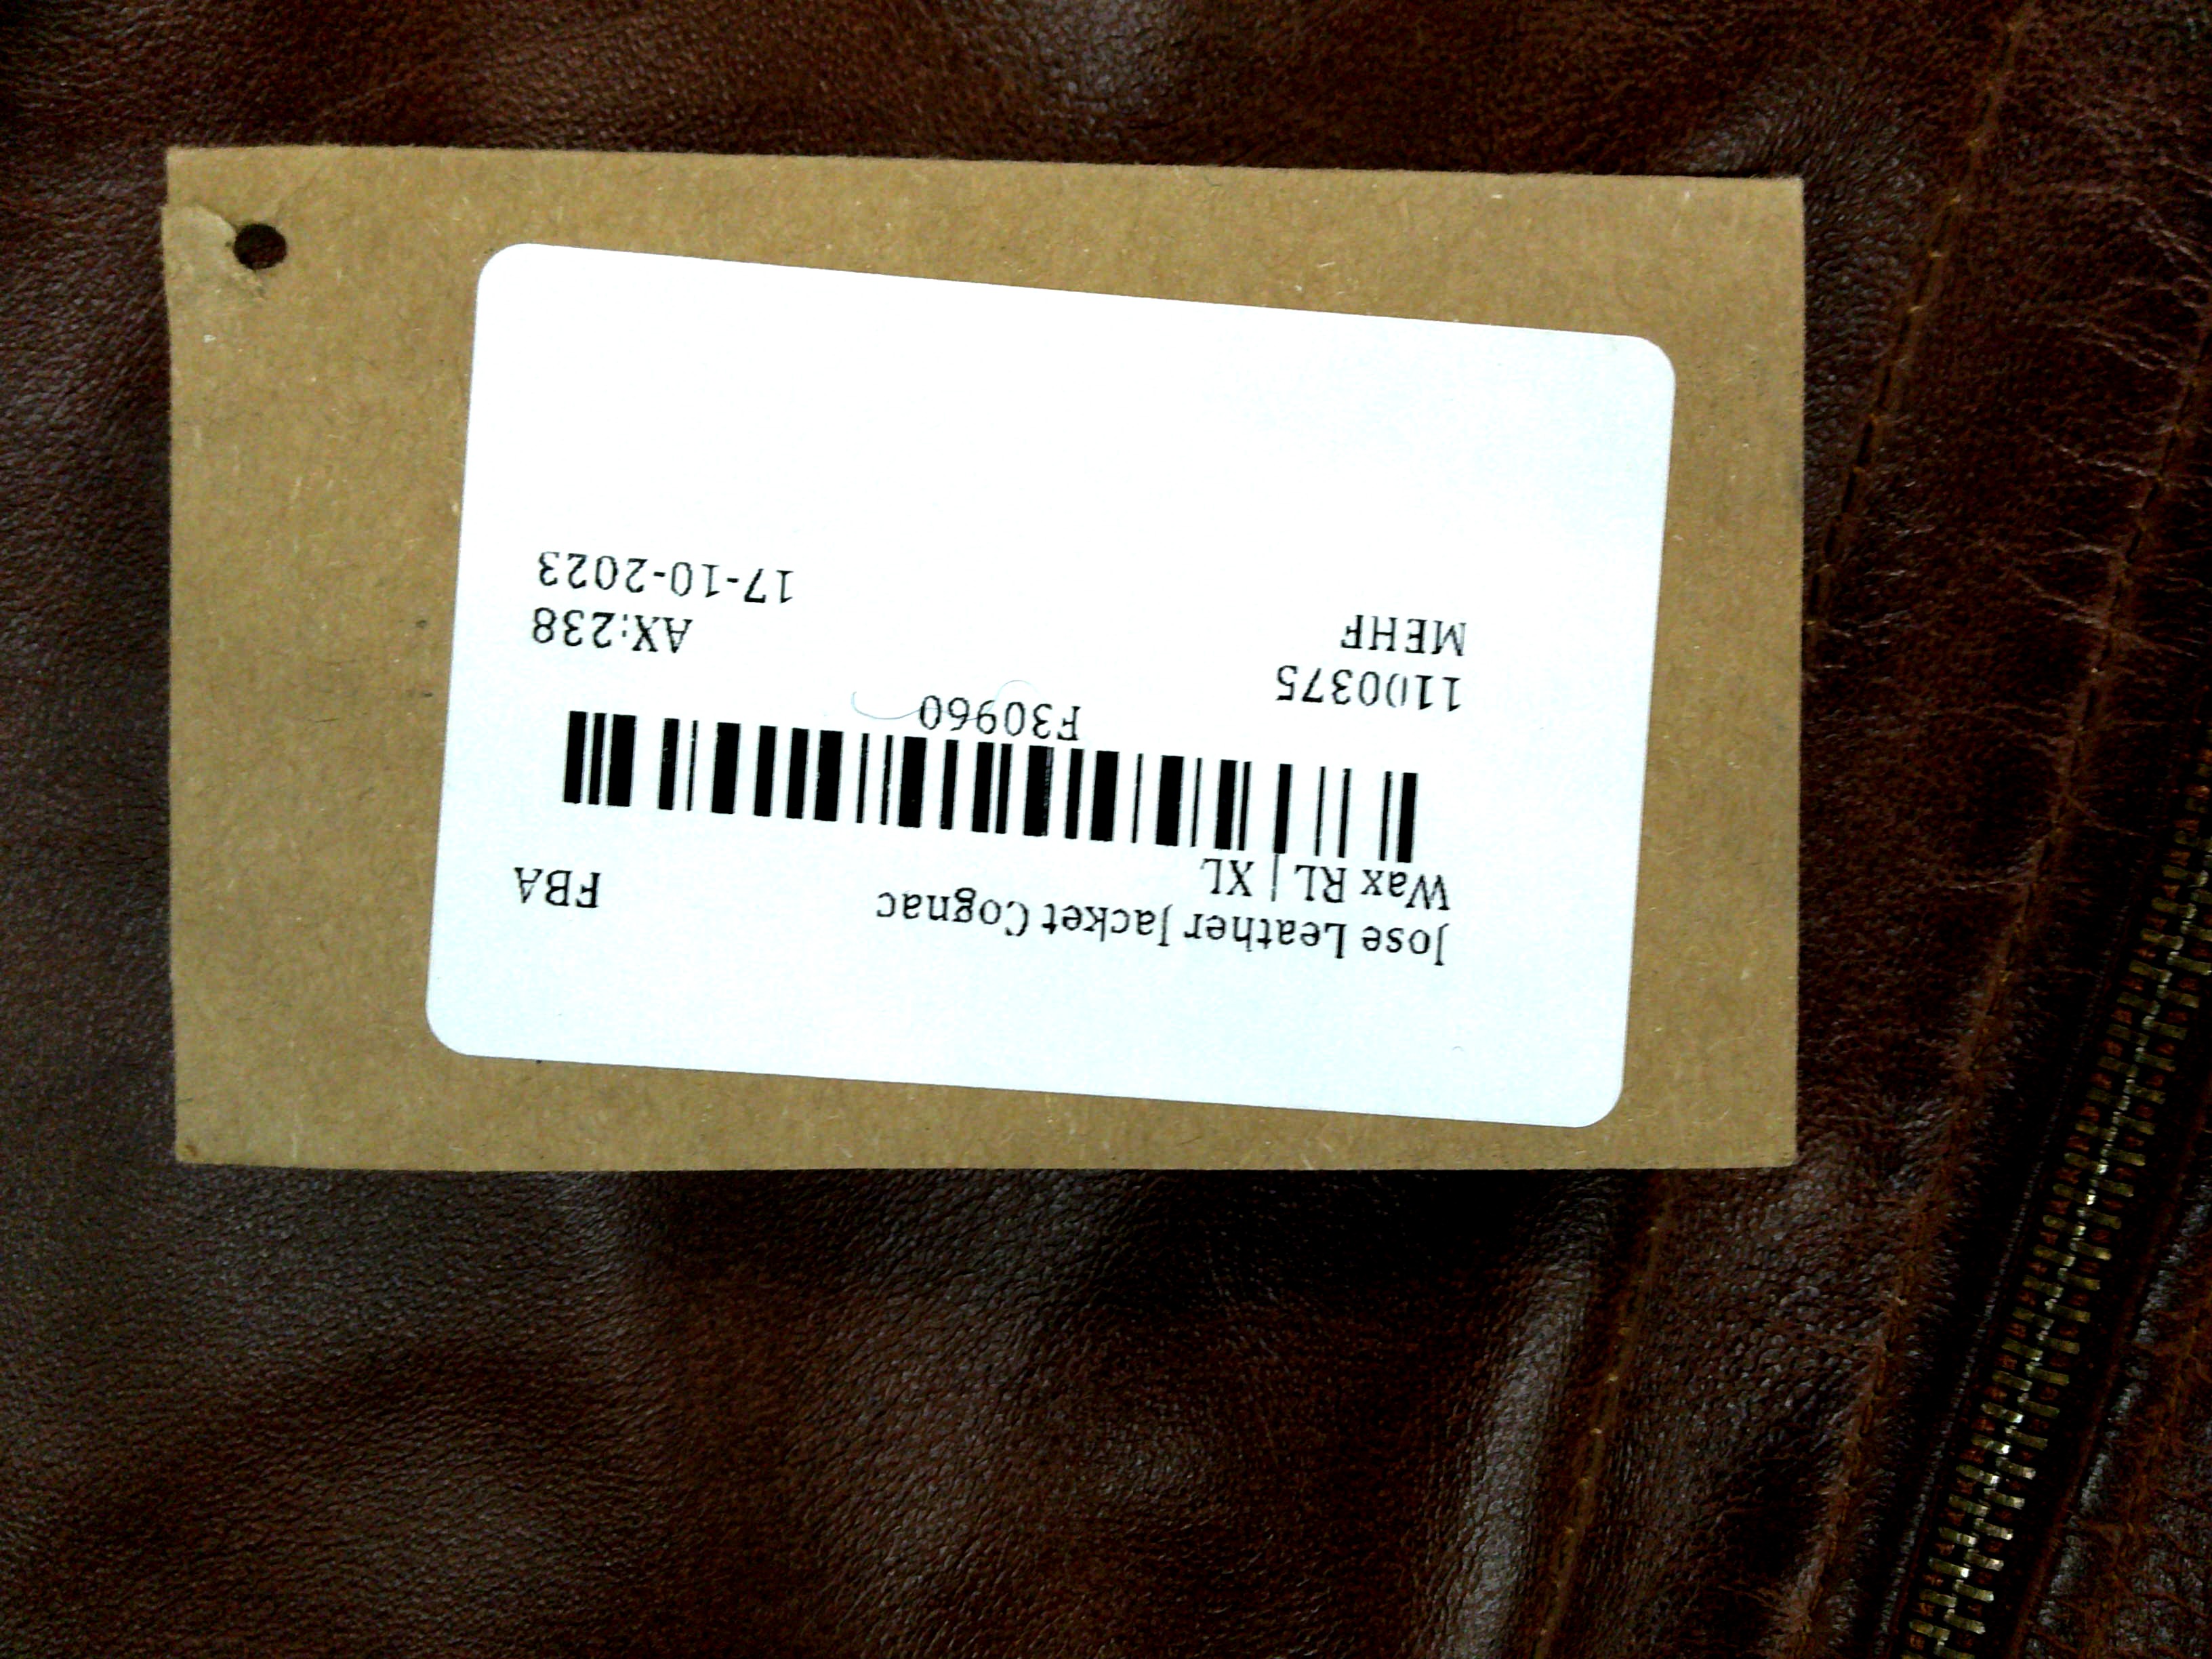 Jose Leather Jacket Cognac
Wax RL | XL
FBA
F30960
1100375
AX:238
MEHF
17-10-2023